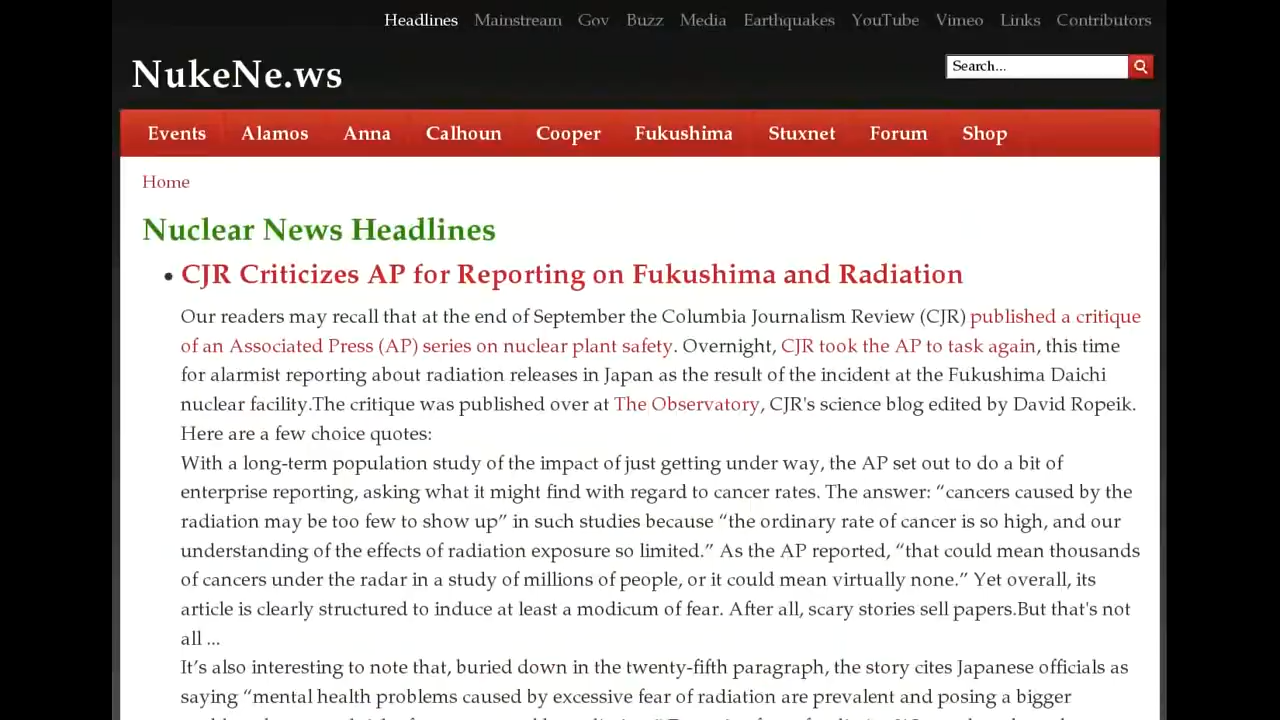 Headlines Mainstream Gov Buzz Media Earthquakes YouTube Vimeo Links Contributors
NukeNe.ws
Search...
Events Alamos Anna Calhoun Cooper Fukushima Stuxnet Forum Shop
Home
Nuclear News Headlines
• CJR Criticizes AP for Reporting on Fukushima and Radiation
Our readers may recall that at the end of September the Columbia Journalism Review (CJR) published a critique
of an Associated Press (AP) series on nuclear plant safety. Overnight, CJR took the AP to task again, this time
for alarmist reporting about radiation releases in Japan as the result of the incident at the Fukushima Daichi
nuclear facility.The critique was published over at The Observatory, CJR's science blog edited by David Ropeik.
Here are a few choice quotes:
With a long-term population study of the impact of just getting under way, the AP set out to do a bit of
enterprise reporting, asking what it might find with regard to cancer rates. The answer: “cancers caused by the
radiation may be too few to show up” in such studies because “the ordinary rate of cancer is so high, and our
understanding of the effects of radiation exposure so limited.” As the AP reported, “that could mean thousands
of cancers under the radar in a study of millions of people, or it could mean virtually none.” Yet overall, its
article is clearly structured to induce at least a modicum of fear. After all, scary stories sell papers.But that's not
all ...
It’s also interesting to note that, buried down in the twenty-fifth paragraph, the story cites Japanese officials as
saying “mental health problems caused by excessive fear of radiation are prevalent and posing a bigger